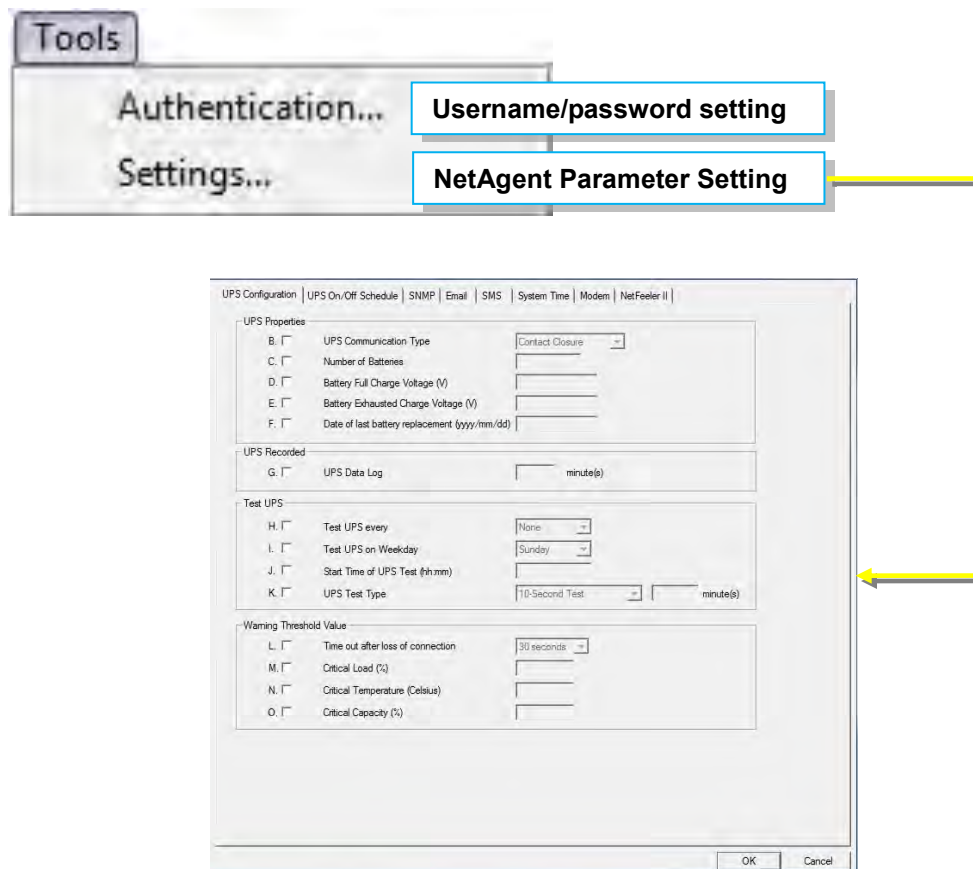 Tools
Authentication... Username/password setting
Settings... NetAgent Parameter Setting
UPS Configuration UPS On/Off Schedule SNMP Email SMS System Time Modem NetFeeler II
UPS Properties
B. UPS Communication Type Contact Closure
C. Number of Batteries
D. Battery Full Charge Voltage (V)
E. Battery Exhausted Charge Voltage (V)
F. Date of last battery replacement (yyyy/mm/dd)
UPS Recorded
G. UPS Data Log minute(s)
Test UPS
H. Test UPS every None
I. Test UPS on Weekday Sunday
J. Start Time of UPS Test (hh:mm)
K. UPS Test Type 10-Second Test minute(s)
Warning Threshold Value
L. Time out after loss of connection 30 seconds
M. Critical Load (%)
N. Critical Temperature (Celsius)
O. Critical Capacity (%)
OK Cancel